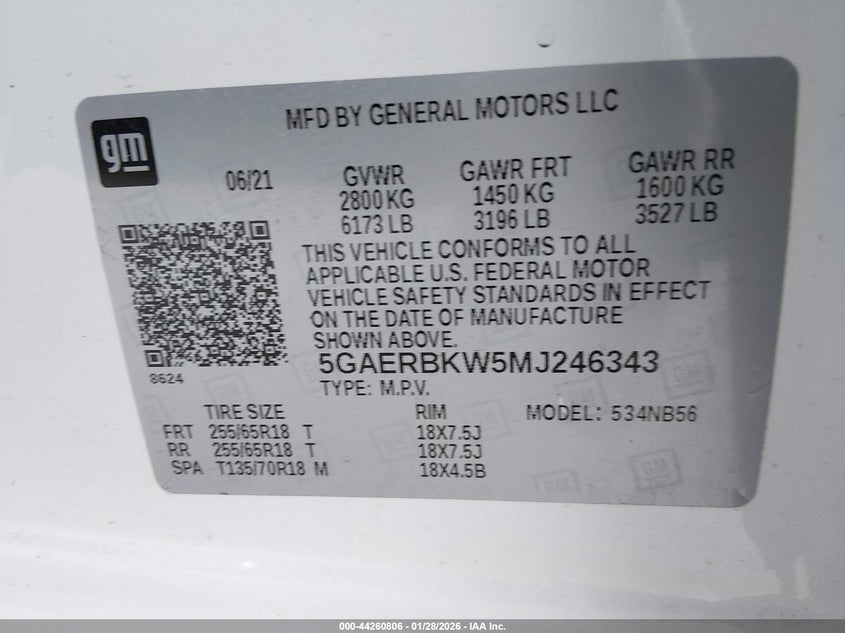 gm
MFD BY GENERAL MOTORS LLC
06/21
GVWR GAWR FRT GAWR RR
2800 KG 1450 KG 1600 KG
6173 LB 3196 LB 3527 LB
THIS VEHICLE CONFORMS TO ALL
APPLICABLE U.S. FEDERAL MOTOR
VEHICLE SAFETY STANDARDS IN EFFECT
ON THE DATE OF MANUFACTURE
SHOWN ABOVE.
5GAERBKW5MJ246343
8624
TYPE: M.P.V.
TIRE SIZE RIM MODEL: 534NB56
FRT 255/65R18 T 18X7.5J
RR 255/65R18 T 18X7.5J
SPA T135/70R18 M 18X4.5B
000-44260806 - 01/28/2026 - IAA Inc.